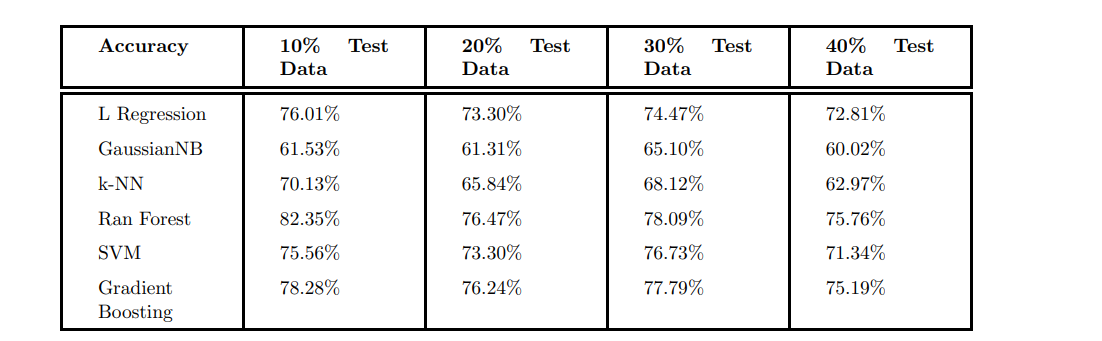 Accuracy 10% Test Data 20% Test Data 30% Test Data 40% Test Data
L Regression 76.01% 73.30% 74.47% 72.81%
GaussianNB 61.53% 61.31% 65.10% 60.02%
k-NN 70.13% 65.84% 68.12% 62.97%
Ran Forest 82.35% 76.47% 78.09% 75.76%
SVM 75.56% 73.30% 76.73% 71.34%
Gradient Boosting 78.28% 76.24% 77.79% 75.19%